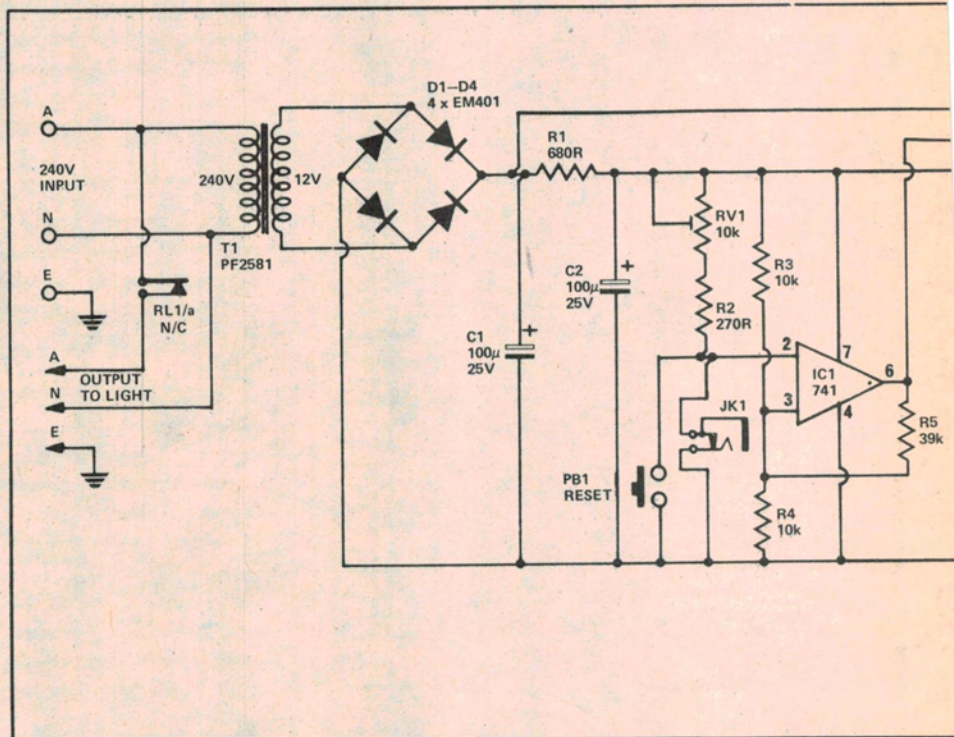 A
240V
INPUT
N
E
RL1/a
N/C
A
OUTPUT
TO LIGHT
N
E
240V
12V
T1
PF2581
D1–D4
4 x EM401
R1
680R
C1
100µ
25V
+
C2
100µ
25V
+
RV1
10k
R2
270R
R3
10k
JK1
PB1
RESET
R4
10k
2
3
IC1
741
7
4
6
R5
39k